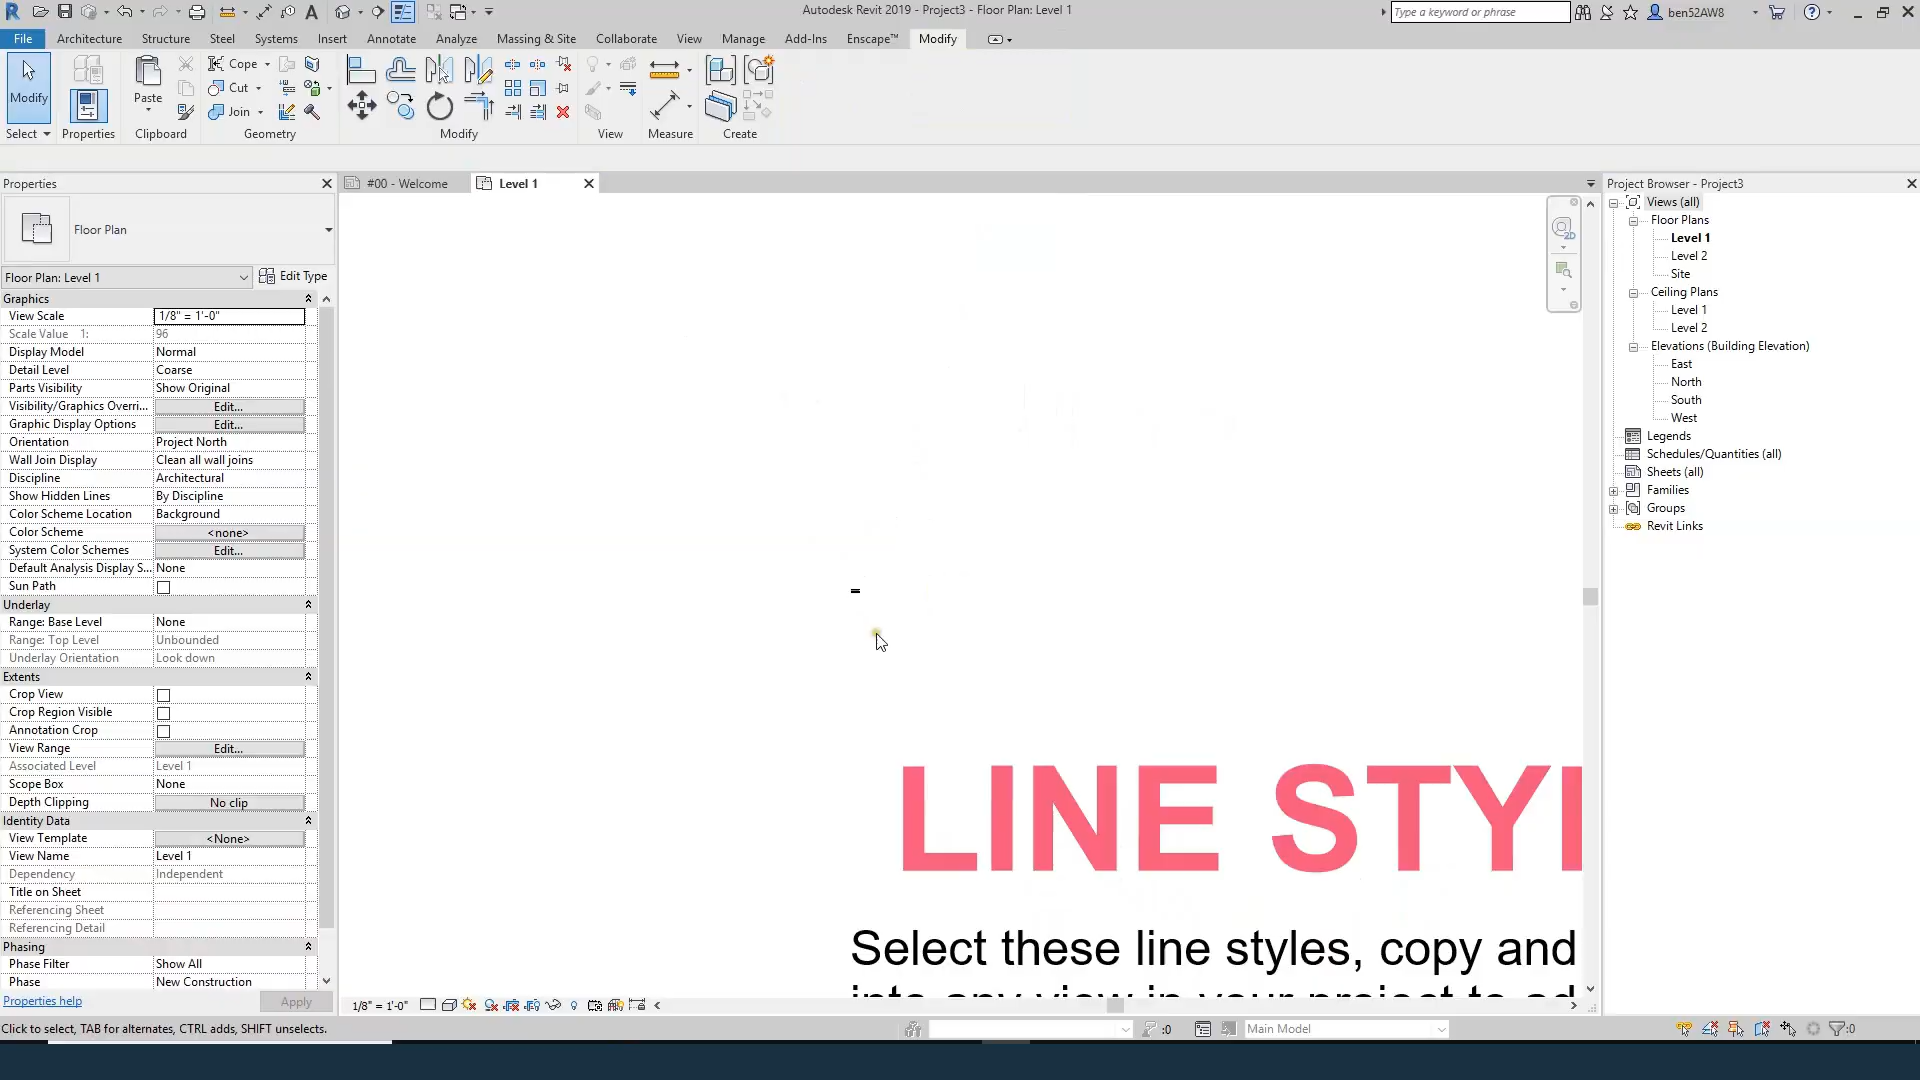 Autodesk Revit 2019 - Project3 - Floor Plan: Level 1
Type a keyword or phrase
ben52AW8
File Architecture Structure Steel Systems Insert Annotate Analyze Massing & Site Collaborate View Manage Add-Ins Enscape™ Modify
Modify
Paste
Cope
Cut
Join
Select Properties Clipboard Geometry Modify View Measure Create
Properties
#00 - Welcome
Level 1
Project Browser - Project3
Floor Plan
Floor Plan: Level 1
Edit Type
Graphics
View Scale 1/8" = 1'-0"
Scale Value 1: 96
Display Model Normal
Detail Level Coarse
Parts Visibility Show Original
Visibility/Graphics Overri... Edit...
Graphic Display Options Edit...
Orientation Project North
Wall Join Display Clean all wall joins
Discipline Architectural
Show Hidden Lines By Discipline
Color Scheme Location Background
Color Scheme <none>
System Color Schemes Edit...
Default Analysis Display S... None
Sun Path
Underlay
Range: Base Level None
Range: Top Level Unbounded
Underlay Orientation Look down
Extents
Crop View
Crop Region Visible
Annotation Crop
View Range Edit...
Associated Level Level 1
Scope Box None
Depth Clipping No clip
Identity Data
View Template <None>
View Name Level 1
Dependency Independent
Title on Sheet
Referencing Sheet
Referencing Detail
Phasing
Phase Filter Show All
Phase New Construction
Properties help
Apply
2D
LINE STYL
Select these line styles, copy and
into any view in your project to ad
Views (all)
Floor Plans
Level 1
Level 2
Site
Ceiling Plans
Level 1
Level 2
Elevations (Building Elevation)
East
North
South
West
Legends
Schedules/Quantities (all)
Sheets (all)
Families
Groups
Revit Links
1/8" = 1'-0"
Click to select, TAB for alternates, CTRL adds, SHIFT unselects.
:0
Main Model
:0